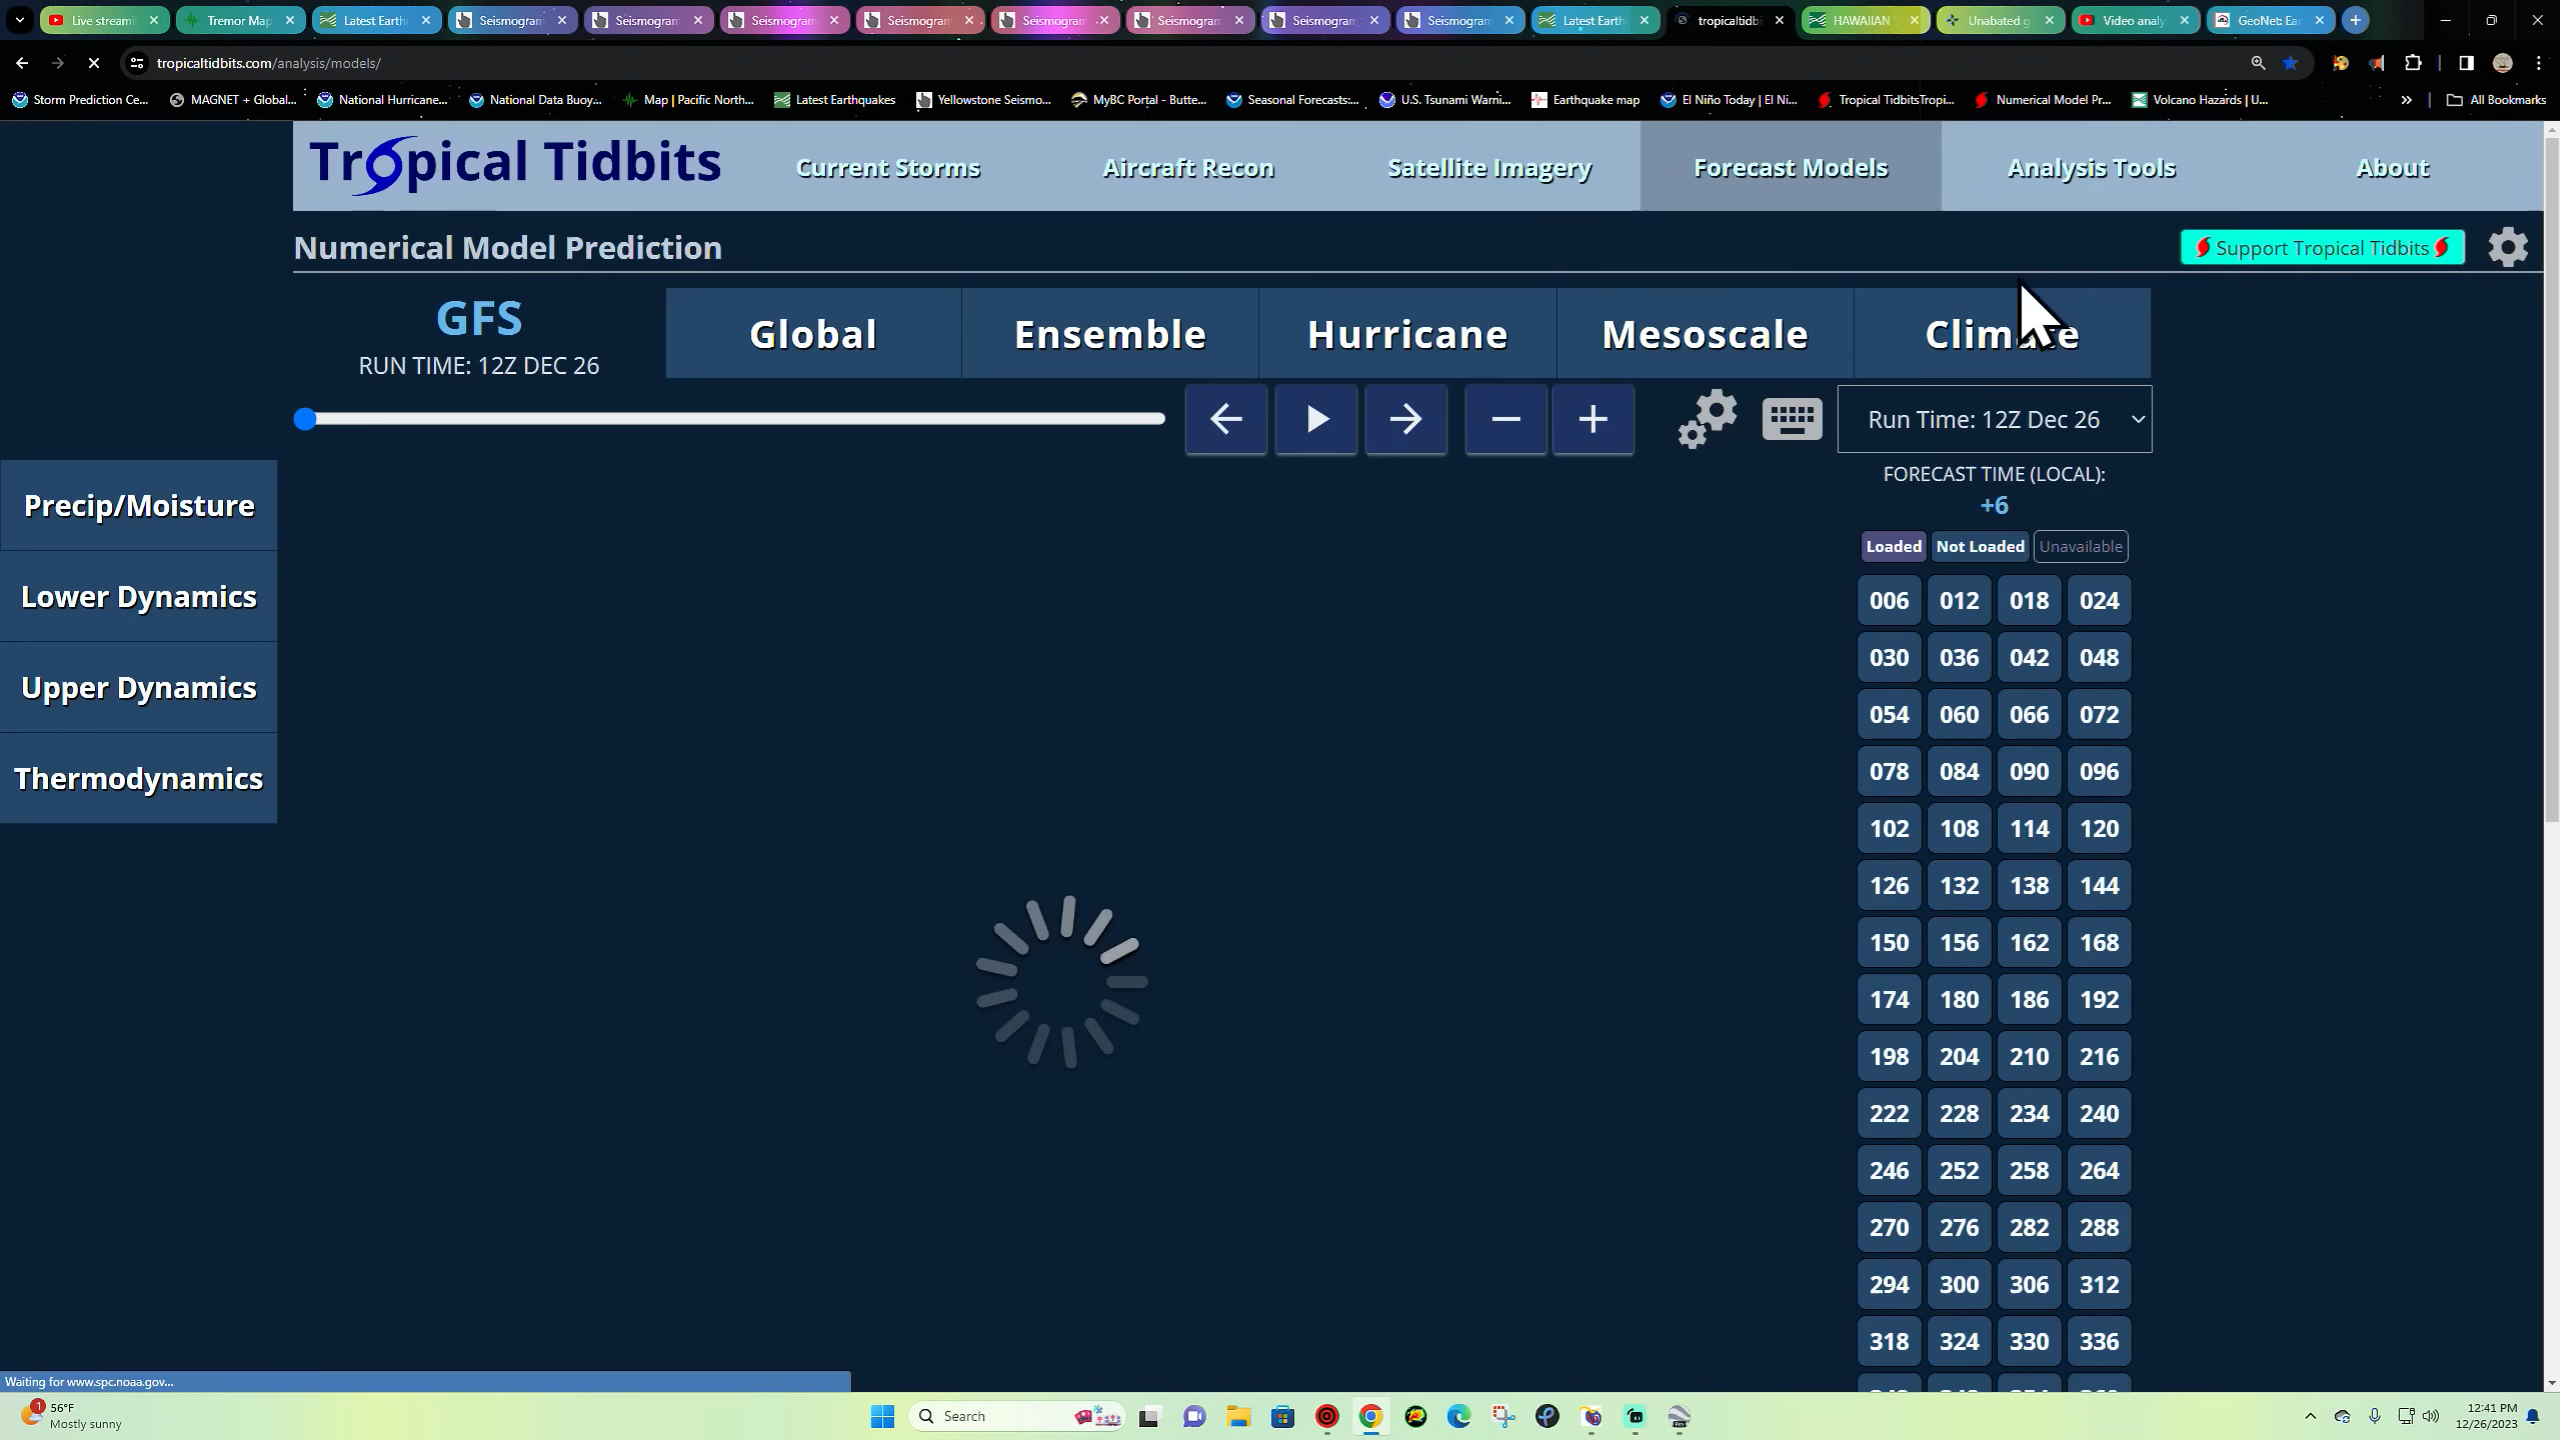 Live streami
Tremor Map
Latest Earth
Seismogram
Seismogram
Seismogram
Seismogram
Seismogram
Seismogram
Seismogram
Seismogram
Latest Earth
tropicaltidbi
HAWAIIAN
Unabated g
Video analy
GeoNet: Ear
tropicaltidbits.com/analysis/models/
Storm Prediction Ce...
MAGNET + Global...
National Hurricane...
National Data Buoy...
Map | Pacific North...
Latest Earthquakes
Yellowstone Seismo...
MyBC Portal - Butte...
Seasonal Forecasts:...
U.S. Tsunami Warni...
Earthquake map
El Niño Today | El Ni...
Tropical TidbitsTropi...
Numerical Model Pr...
Volcano Hazards | U...
All Bookmarks
Tropical Tidbits
Current Storms
Aircraft Recon
Satellite Imagery
Forecast Models
Analysis Tools
About
Numerical Model Prediction
Support Tropical Tidbits
GFS
RUN TIME: 12Z DEC 26
Global
Ensemble
Hurricane
Mesoscale
Climate
Run Time: 12Z Dec 26
FORECAST TIME (LOCAL):
+6
Loaded Not Loaded Unavailable
Precip/Moisture
Lower Dynamics
Upper Dynamics
Thermodynamics
006 012 018 024
030 036 042 048
054 060 066 072
078 084 090 096
102 108 114 120
126 132 138 144
150 156 162 168
174 180 186 192
198 204 210 216
222 228 234 240
246 252 258 264
270 276 282 288
294 300 306 312
318 324 330 336
Waiting for www.spc.noaa.gov...
1
56°F
Mostly sunny
Search
12:41 PM
12/26/2023